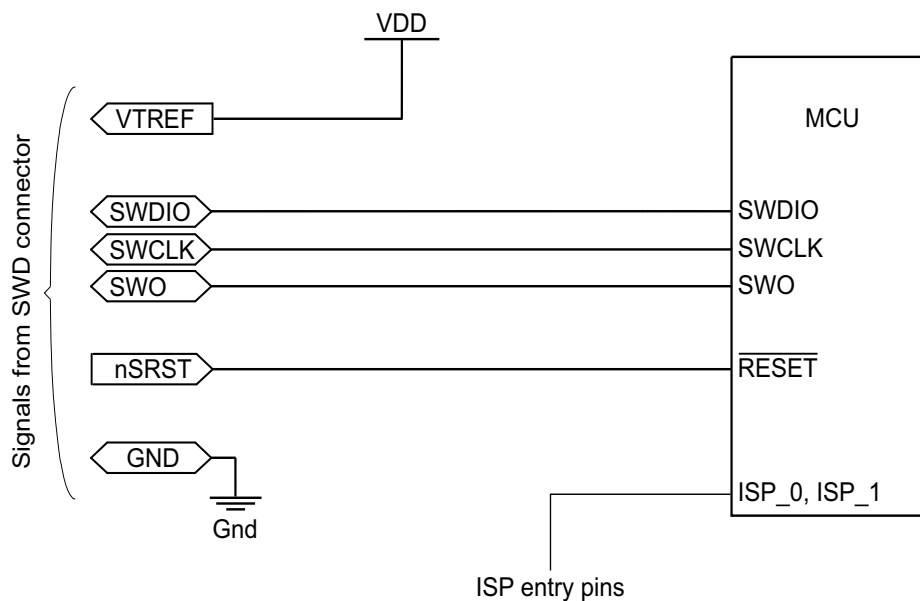 VDD
VTREF
MCU
SWDIO
SWDIO
SWCLK
SWCLK
SWO
SWO
nSRST
RESET
GND
Gnd
ISP_0, ISP_1
ISP entry pins
Signals from SWD connector